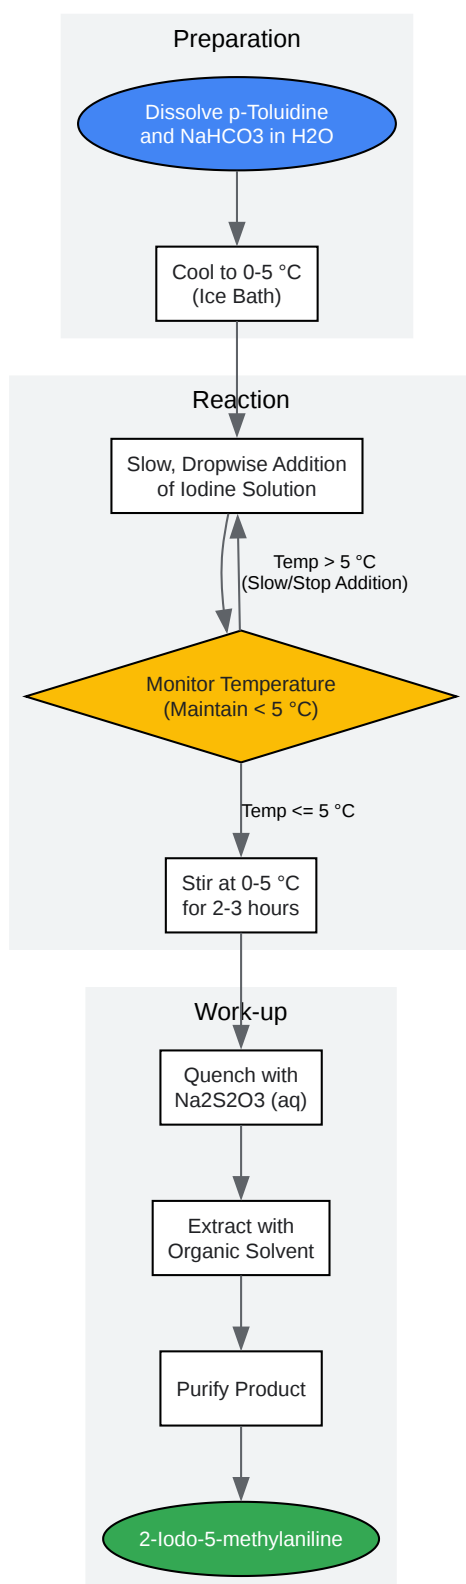 Preparation
Dissolve p-Toluidine
and NaHCO3 in H2O
Cool to 0-5 °C
(Ice Bath)
Reaction
Slow, Dropwise Addition
of Iodine Solution
Temp > 5 °C
(Slow/Stop Addition)
Monitor Temperature
(Maintain < 5 °C)
Temp <= 5 °C
Stir at 0-5 °C
for 2-3 hours
Work-up
Quench with
Na2S2O3 (aq)
Extract with
Organic Solvent
Purify Product
2-Iodo-5-methylaniline